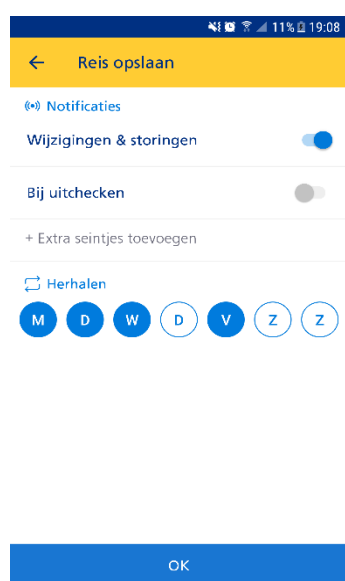 11% 19:08
Reis opslaan
Notificaties
Wijzigingen & storingen
Bij uitchecken
+ Extra seintjes toevoegen
Herhalen
M D W D V Z Z
OK